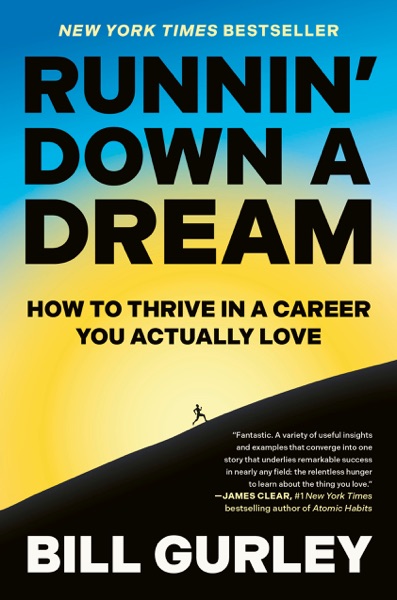 NEW YORK TIMES BESTSELLER
RUNNIN’
DOWN A
DREAM
HOW TO THRIVE IN A CAREER
YOU ACTUALLY LOVE
“Fantastic. A variety of useful insights
and examples that converge into one
story that underlies remarkable success
in nearly any field: the relentless hunger
to learn about the thing you love.”
—JAMES CLEAR, #1 New York Times
bestselling author of Atomic Habits
BILL GURLEY